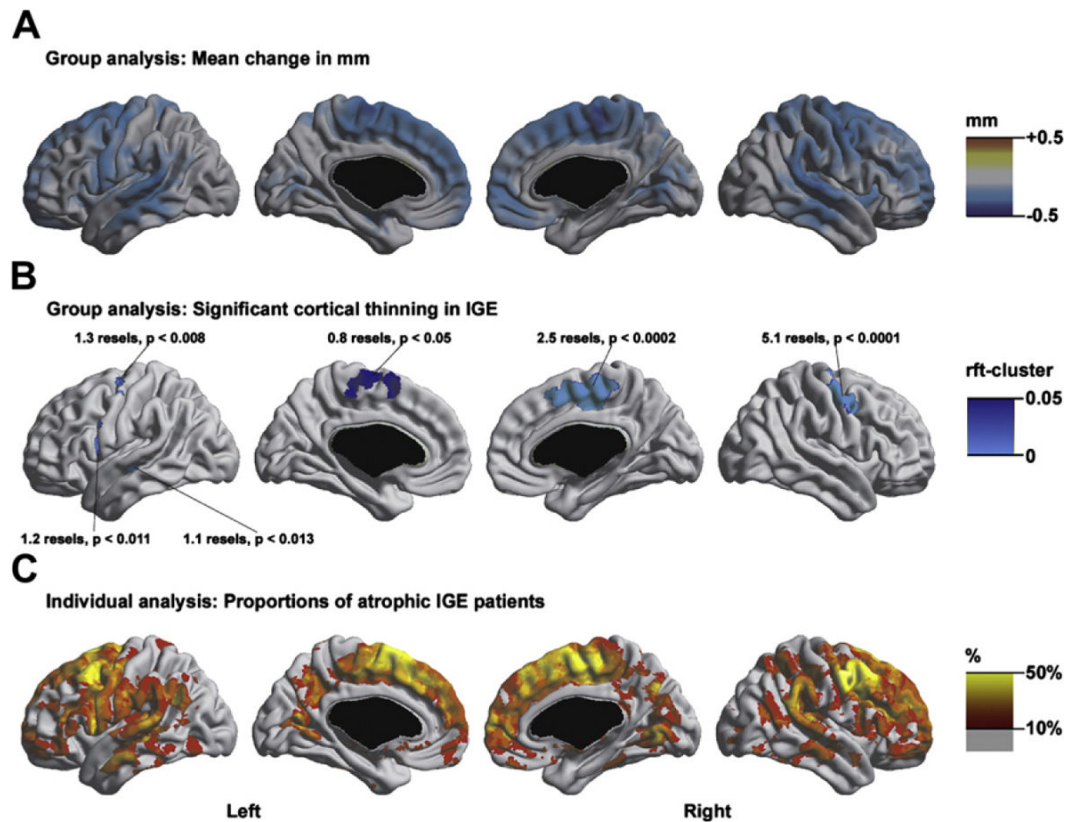 A
Group analysis: Mean change in mm
mm
+0.5
-0.5
B
Group analysis: Significant cortical thinning in IGE
1.3 resels, p < 0.008
0.8 resels, p < 0.05
2.5 resels, p < 0.0002
5.1 resels, p < 0.0001
rft-cluster
0.05
0
1.2 resels, p < 0.011
1.1 resels, p < 0.013
C
Individual analysis: Proportions of atrophic IGE patients
%
50%
10%
Left
Right